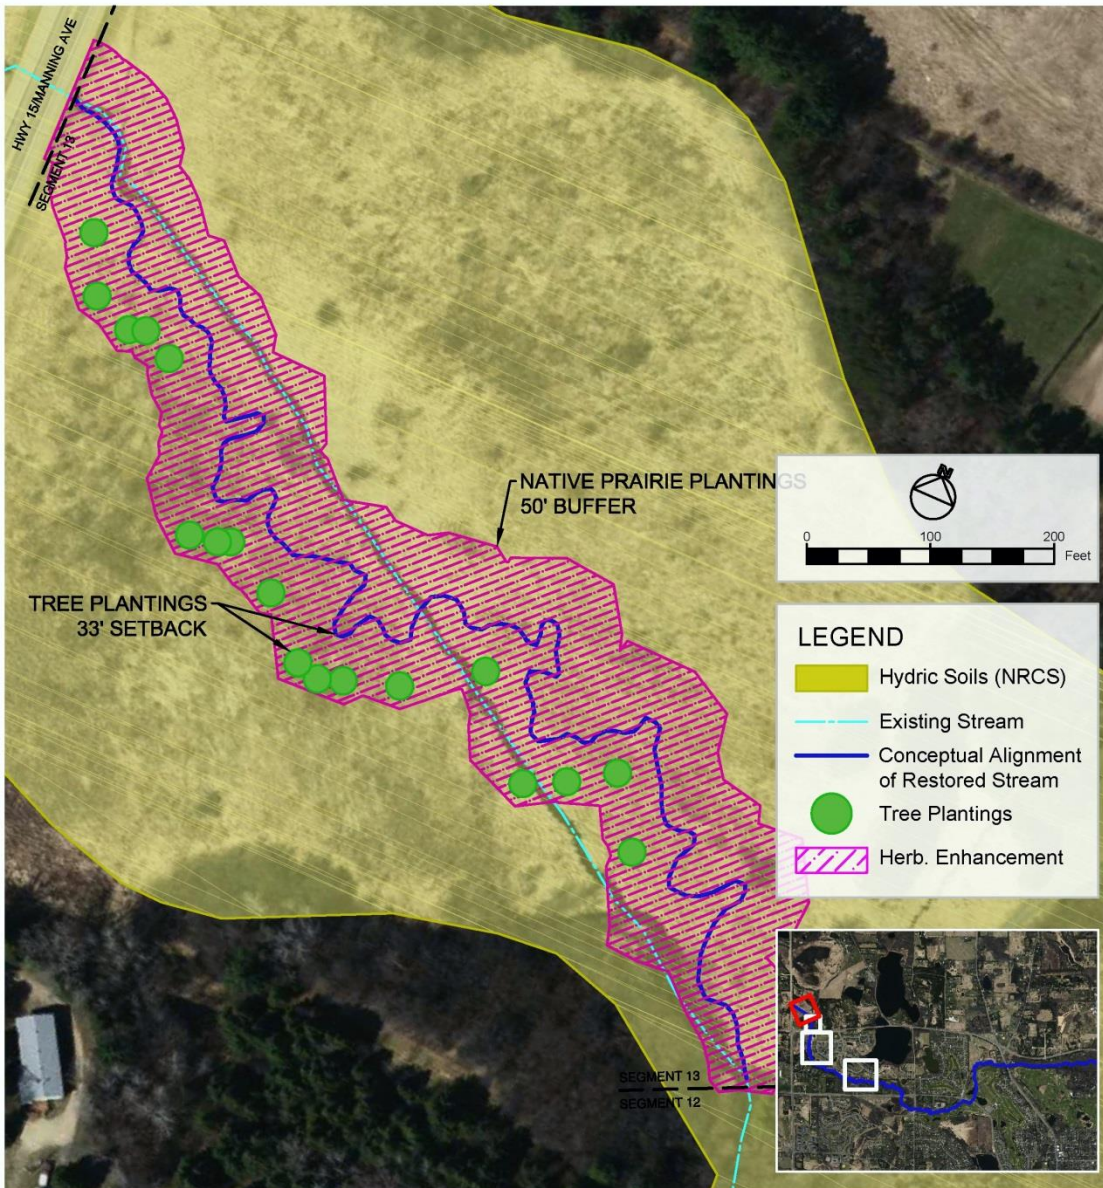 HWY 15/MANNING AVE
SEGMENT 13
NATIVE PRAIRIE PLANTINGS
50' BUFFER
TREE PLANTINGS
33' SETBACK
N
0 100 200
Feet
LEGEND
Hydric Soils (NRCS)
Existing Stream
Conceptual Alignment
of Restored Stream
Tree Plantings
Herb. Enhancement
SEGMENT 13
SEGMENT 12